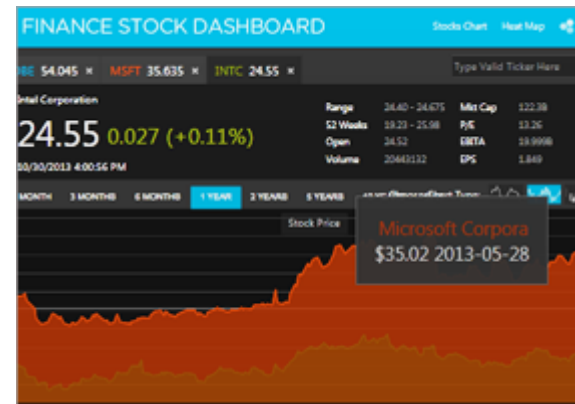 FINANCE STOCK DASHBOARD
Stocks Chart Heat Map
BE 54.045 × MSFT 35.635 × INTC 24.55 × Type Valid Ticker Here
Intel Corporation
24.55 0.027 (+0.11%)
10/30/2013 4:00:56 PM
Range 24.40 - 24.675 Mkt Cap 122.3B
52 Weeks 19.23 - 25.98 P/E 13.26
Open 24.52 EBITA 19.999B
Volume 20443132 EPS 1.849
MONTH 3 MONTHS 6 MONTHS 1 YEAR 2 YEARS 5 YEARS Type:
Stock Price
Microsoft Corpora
$35.02 2013-05-28